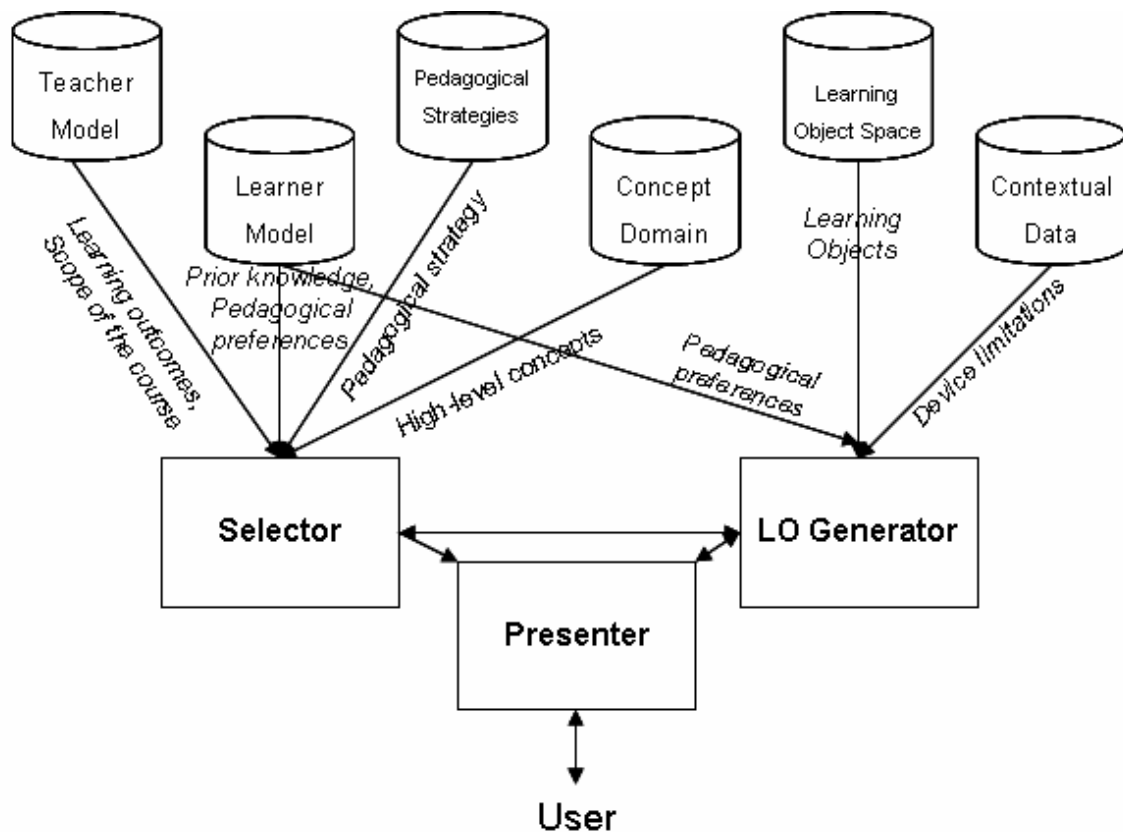 Teacher
Model
Learner
Model
Pedagogical
Strategies
Concept
Domain
Learning
Object Space
Contextual
Data
Learning outcomes,
Scope of the course
Prior knowledge,
Pedagogical
preferences
Pedagogical strategy
High-level concepts
Pedagogical
preferences
Learning
Objects
Device limitations
Selector
LO Generator
Presenter
User